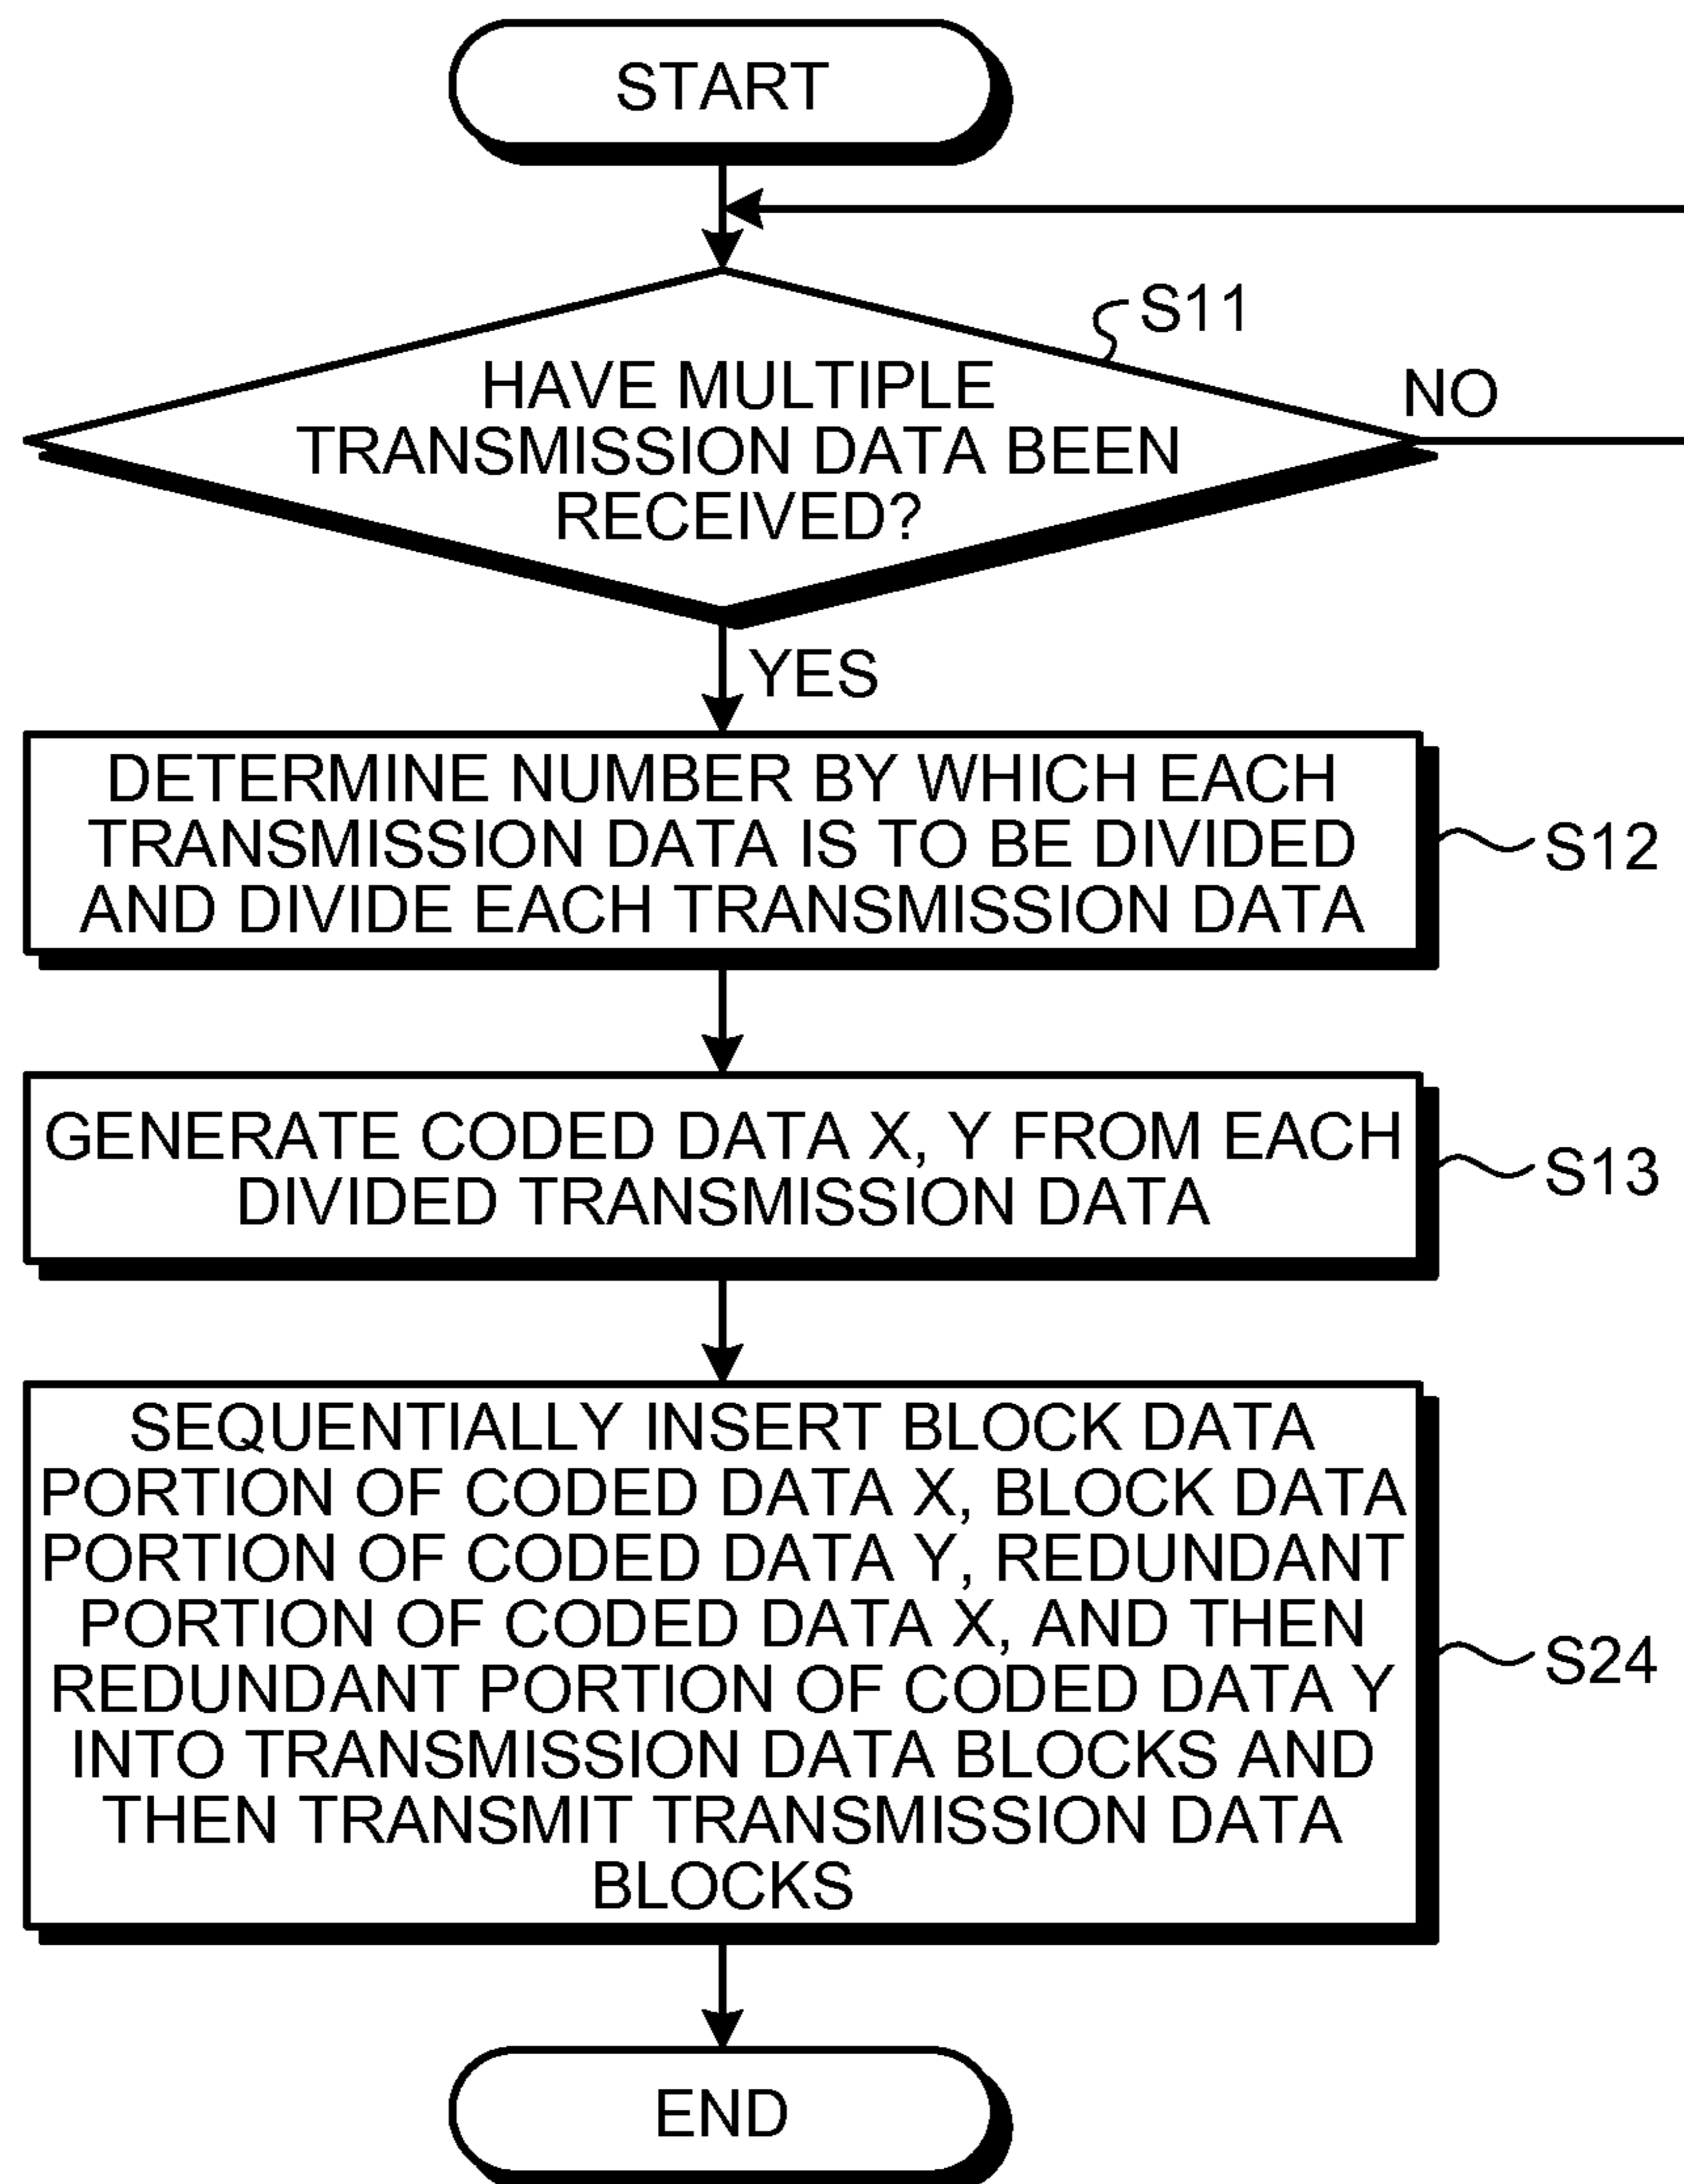 START
S11
HAVE MULTIPLE
TRANSMISSION DATA BEEN
RECEIVED?
NO
YES
DETERMINE NUMBER BY WHICH EACH
TRANSMISSION DATA IS TO BE DIVIDED
AND DIVIDE EACH TRANSMISSION DATA
S12
GENERATE CODED DATA X, Y FROM EACH
DIVIDED TRANSMISSION DATA
S13
SEQUENTIALLY INSERT BLOCK DATA
PORTION OF CODED DATA X, BLOCK DATA
PORTION OF CODED DATA Y, REDUNDANT
PORTION OF CODED DATA X, AND THEN
REDUNDANT PORTION OF CODED DATA Y
INTO TRANSMISSION DATA BLOCKS AND
THEN TRANSMIT TRANSMISSION DATA
BLOCKS
S24
END